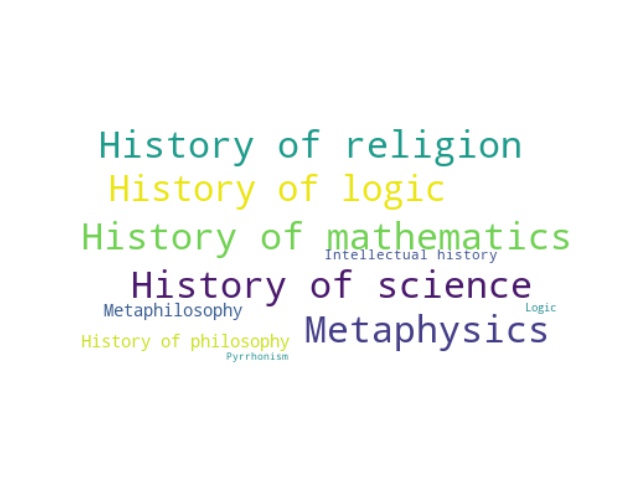 History of religion
History of logic
History of mathematics
Intellectual history
History of science
Metaphilosophy
Logic
Metaphysics
History of philosophy
Pyrrhonism